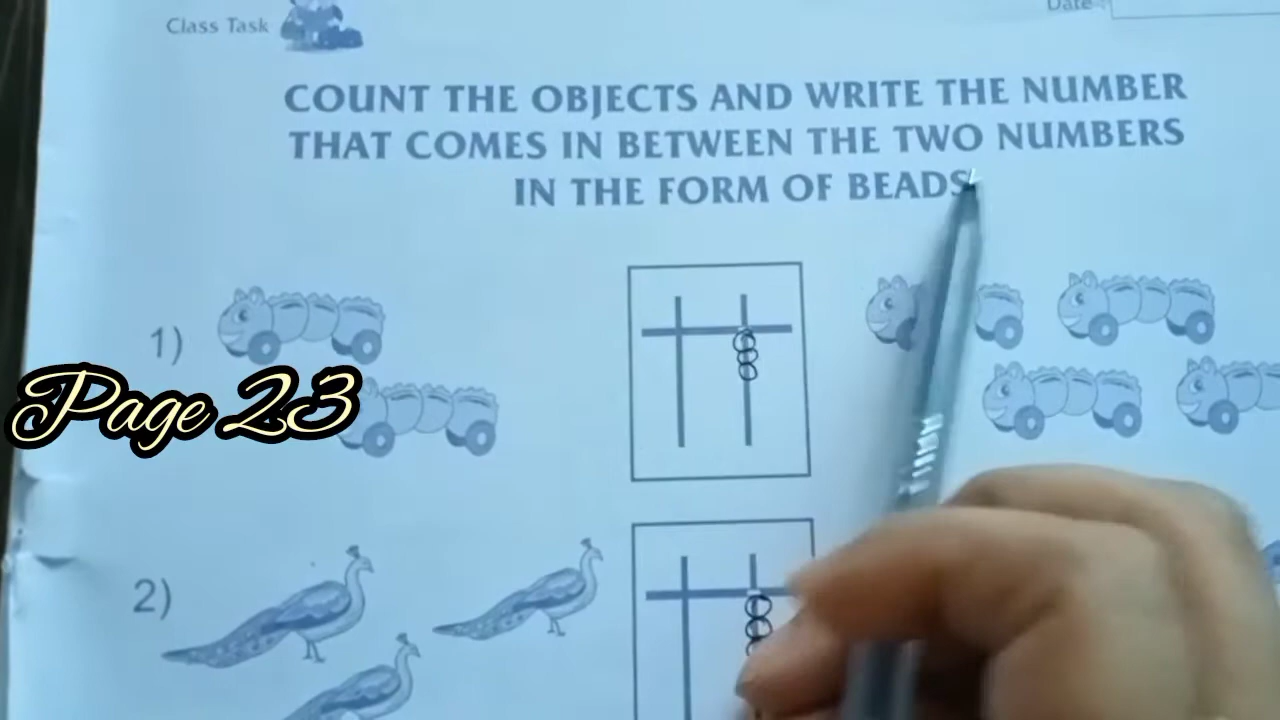 Class Task
Date :
COUNT THE OBJECTS AND WRITE THE NUMBER
THAT COMES IN BETWEEN THE TWO NUMBERS
IN THE FORM OF BEADS
1)
Page 23
2)